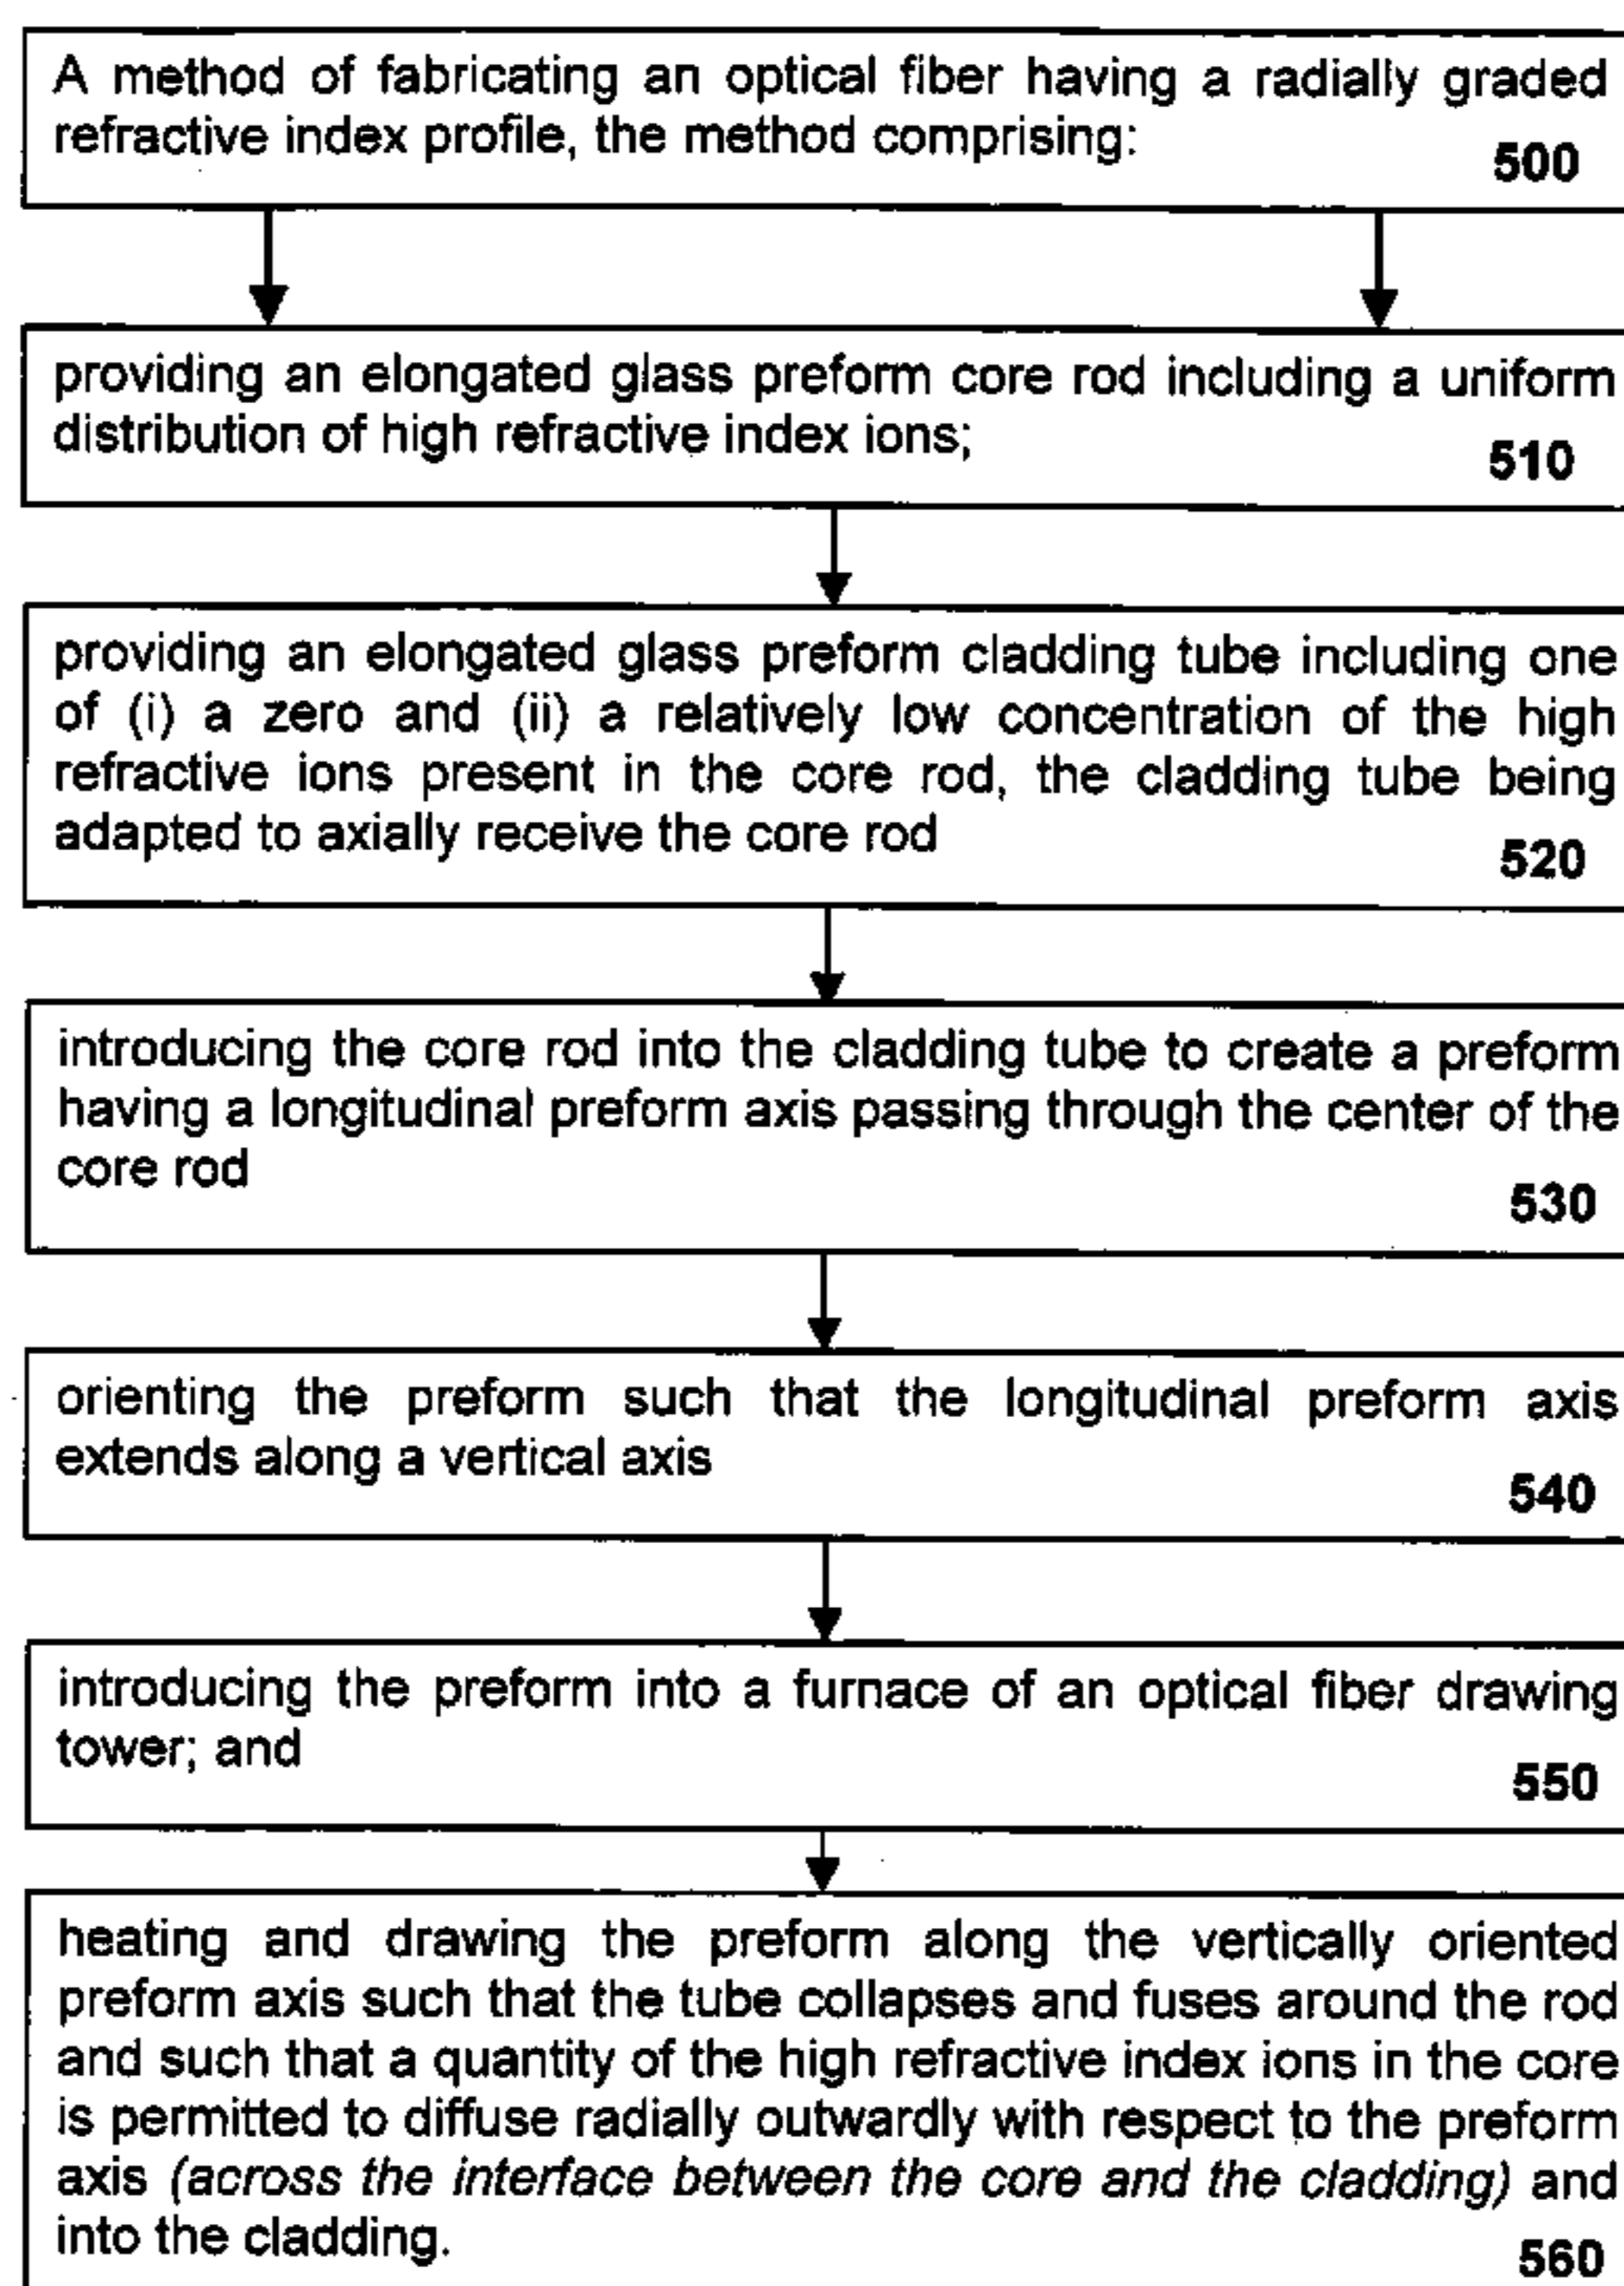 A method of fabricating an optical fiber having a radially graded
refractive index profile, the method comprising:
500
providing an elongated glass preform core rod including a uniform
distribution of high refractive index ions;
510
providing an elongated glass preform cladding tube including one
of (i) a zero and (ii) a relatively low concentration of the high
refractive ions present in the core rod, the cladding tube being
adapted to axially receive the core rod
520
introducing the core rod into the cladding tube to create a preform
having a longitudinal preform axis passing through the center of the
core rod
530
orienting the preform such that the longitudinal preform axis
extends along a vertical axis
540
introducing the preform into a furnace of an optical fiber drawing
tower; and
550
heating and drawing the preform along the vertically oriented
preform axis such that the tube collapses and fuses around the rod
and such that a quantity of the high refractive index ions in the core
is permitted to diffuse radially outwardly with respect to the preform
axis (across the interface between the core and the cladding) and
into the cladding.
560